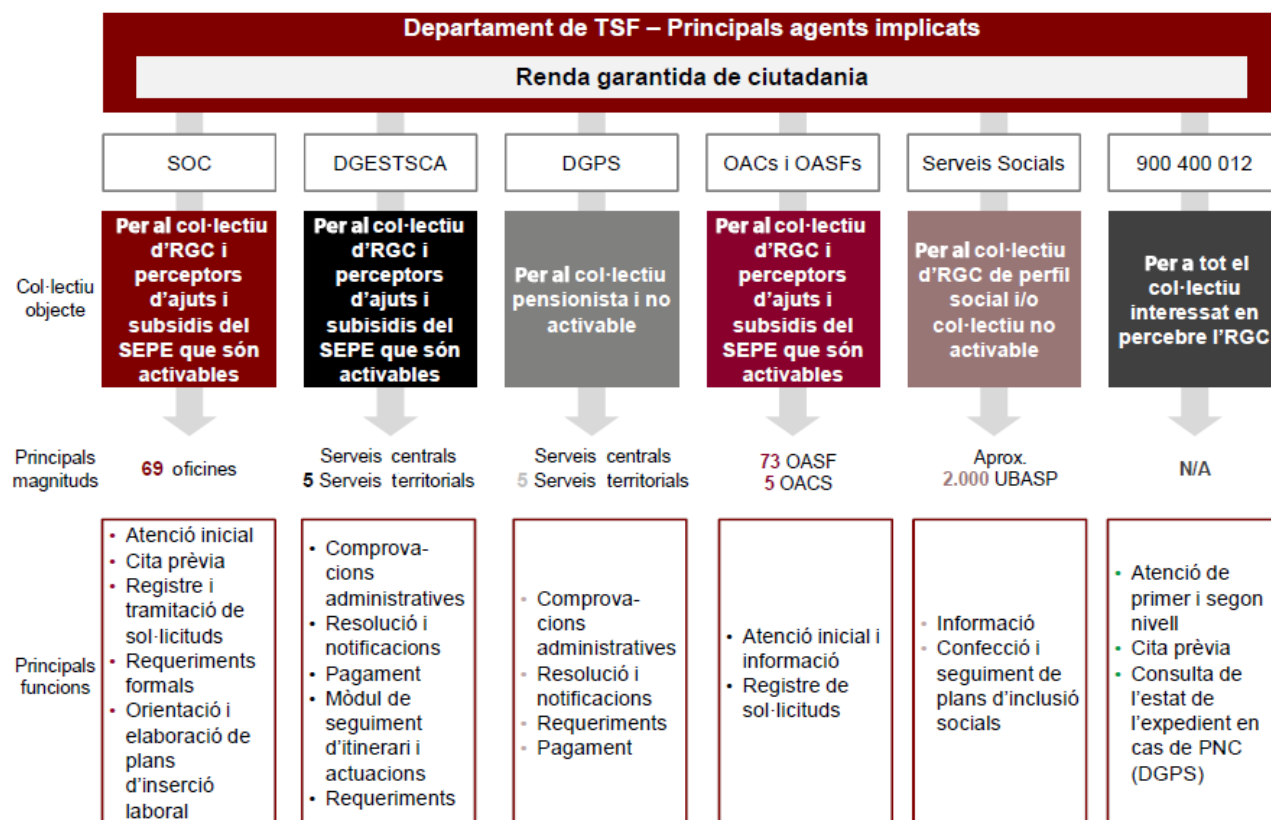 Departament de TSF – Principals agents implicats
Renda garantida de ciutadania
SOC
DGESTSCA
DGPS
OACs i OASFs
Serveis Socials
900 400 012
Col·lectiu
objecte
Per al col·lectiu
d’RGC i
perceptors
d’ajuts i
subsidis del
SEPE que són
activables
Per al col·lectiu
d’RGC i
perceptors
d’ajuts i
subisidis del
SEPE que són
activables
Per al col·lectiu
pensionista i no
activable
Per al col·lectiu
d’RGC i
perceptors
d’ajuts i
subsidis del
SEPE que són
activables
Per al col·lectiu
d’RGC de perfil
social i/o
col·lectiu no
activable
Per a tot el
col·lectiu
interessat en
percebre l’RGC
Principals
magnituds
69 oficines
Serveis centrals
5 Serveis territorials
Serveis centrals
5 Serveis territorials
73 OASF
5 OACS
Aprox.
2.000 UBASP
N/A
Principals
funcions
• Atenció inicial
• Cita prèvia
• Registre i
tramitació de
sol·licituds
• Requeriments
formals
• Orientació i
elaboració de
plans
d’inserció
laboral
• Comprova-
cions
administratives
• Resolució i
notificacions
• Pagament
• Mòdul de
seguiment
d’itinerari i
actuacions
• Requeriments
• Comprova-
cions
administratives
• Resolució i
notificacions
• Requeriments
• Pagament
• Atenció inicial i
informació
• Registre de
sol·licituds
• Informació
• Confecció i
seguiment de
plans d’inclusió
socials
• Atenció de
primer i segon
nivell
• Cita prèvia
• Consulta de
l’estat de
l’expedient en
cas de PNC
(DGPS)